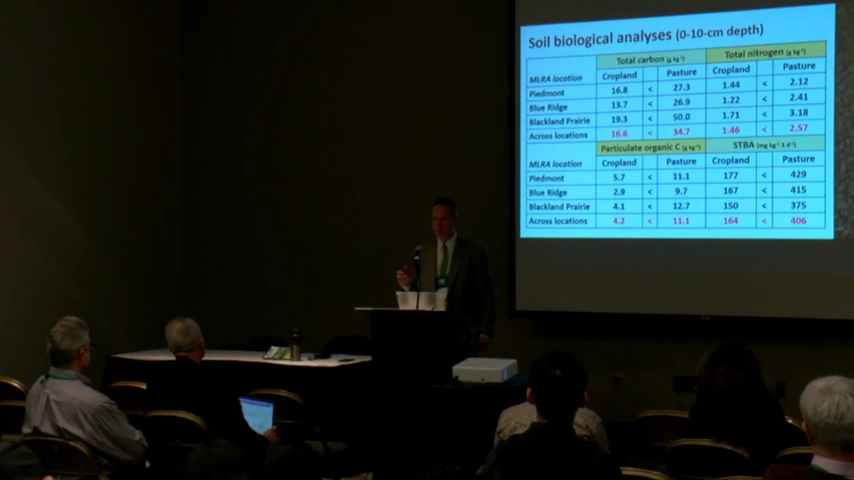 Soil biological analyses (0-10-cm depth)
Total carbon (g kg⁻¹) Total nitrogen (g kg⁻¹)
MLRA location Cropland Pasture Cropland Pasture
Piedmont 16.8 < 27.3 1.44 < 2.12
Blue Ridge 13.7 < 26.9 1.22 < 2.41
Blackland Prairie 19.3 < 50.0 1.71 < 3.18
Across locations 16.6 < 34.7 1.46 < 2.57
Particulate organic C (g kg⁻¹) STBA (mg kg⁻¹ 3 d⁻¹)
MLRA location Cropland Pasture Cropland Pasture
Piedmont 5.7 < 11.1 177 < 429
Blue Ridge 2.9 < 9.7 167 < 415
Blackland Prairie 4.1 < 12.7 150 < 375
Across locations 4.2 < 11.1 164 < 406